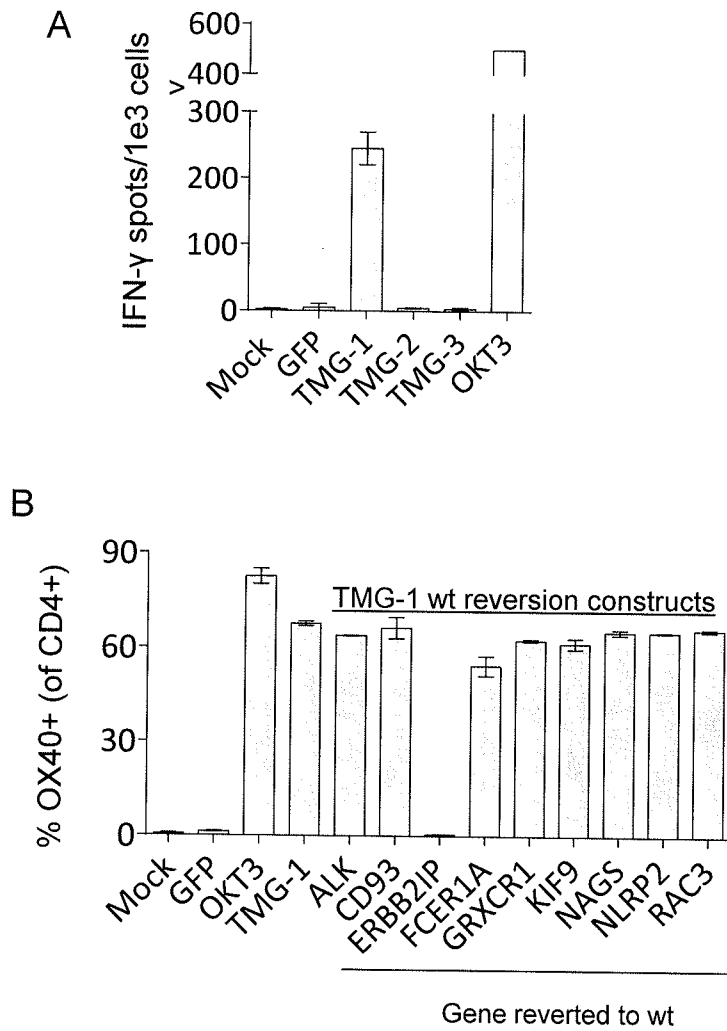 A
IFN-γ spots/1e3 cells
>
600
400
300
200
100
0
Mock
GFP
TMG-1
TMG-2
TMG-3
OKT3
B
% OX40+ (of CD4+)
90
60
30
0
TMG-1 wt reversion constructs
Mock
GFP
OKT3
TMG-1
ALK
CD93
ERBB2IP
FCER1A
GRXCR1
KIF9
NAGS
NLRP2
RAC3
Gene reverted to wt